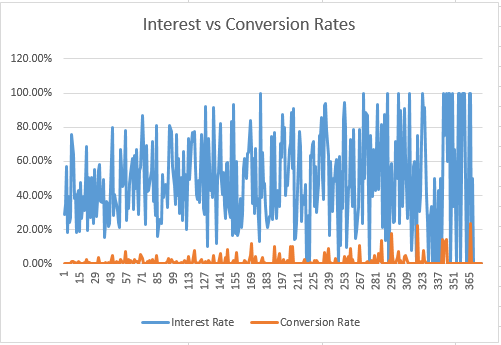 Interest vs Conversion Rates
120.00%
100.00%
80.00%
60.00%
40.00%
20.00%
0.00%
1 15 29 43 57 71 85 99 113 127 141 155 169 183 197 211 225 239 253 267 281 295 309 323 337 351 365
Interest Rate Conversion Rate